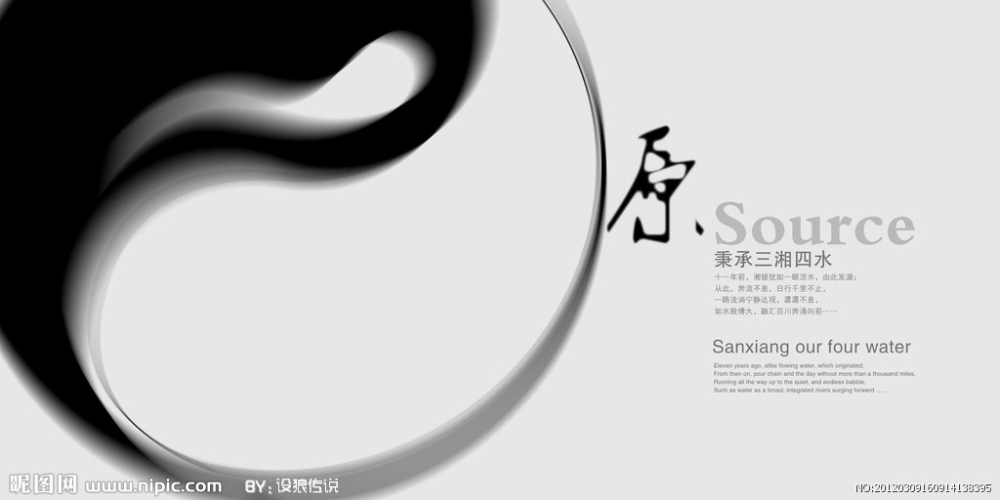 原
Source
秉承三湘四水
十一年前，湘银犹如一眼活水，由此发源；
从此，奔流不息，日行千里不止，
一路流淌宁静达观，潺潺不息，
如水般博大，融汇百川奔涌向前……
Sanxiang our four water
Eleven years ago, alike flowing water, which originated;
From then on, pour chain and the day without more than a thousand miles,
Running all the way up to the quiet, and endless babble,
Such as water as a broad, integrated rivers surging forward ... ...
昵图网 www.nipic.com BY：设狼传说
NO:20120309160914138395